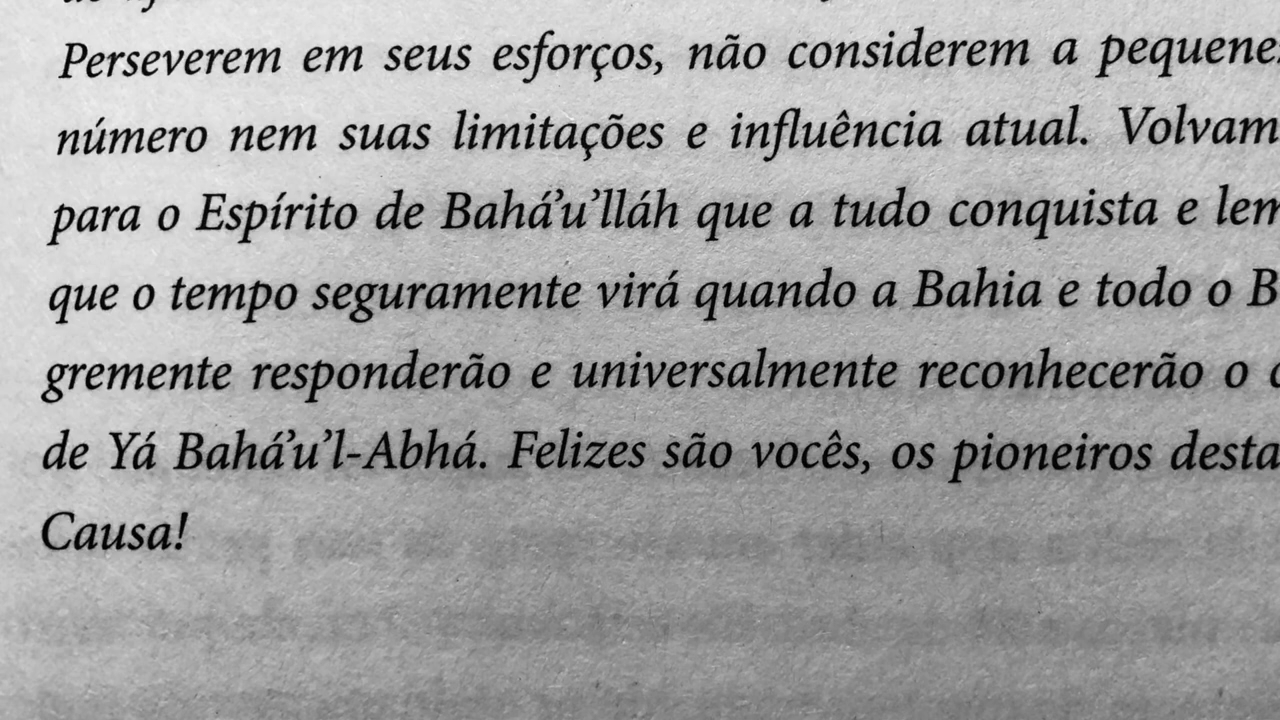 Perseverem em seus esforços, não considerem a
número nem suas limitações e influência atual. Volvam
para o Espírito de Bahá’u’lláh que a tudo conquista e
que o tempo seguramente virá quando a Bahia e todo o
gremente responderão e universalmente reconhecerão o
de Yá Bahá’u’l-Abhá. Felizes são vocês, os pioneiros desta
Causa!